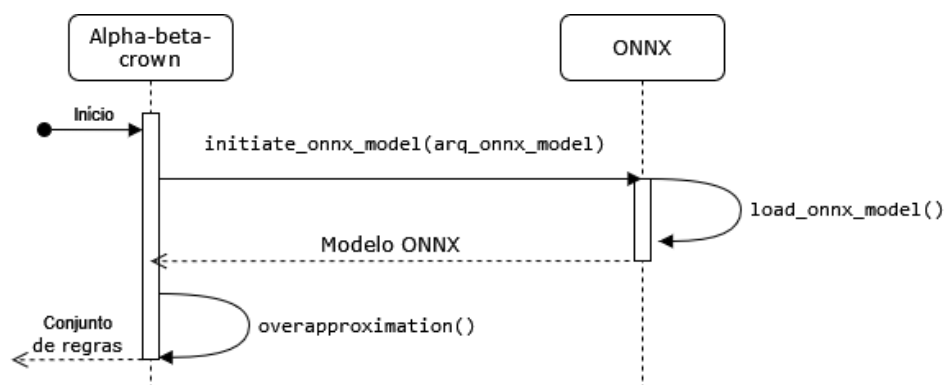 Alpha-beta-
crown
ONNX
Início
initiate_onnx_model(arq_onnx_model)
load_onnx_model()
Modelo ONNX
overapproximation()
Conjunto
de regras